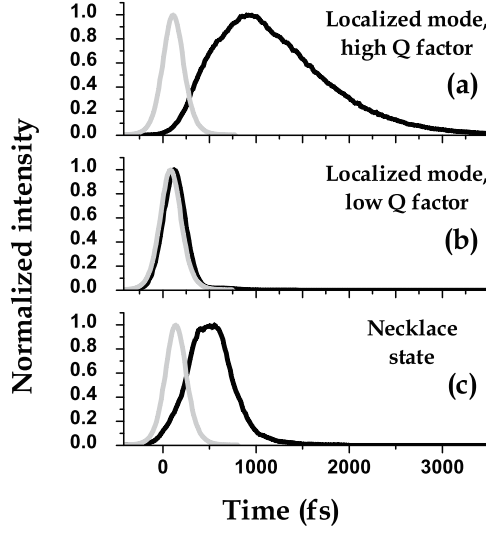 Normalized intensity
1.0
0.8
0.6
0.4
0.2
0.0
Localized mode,
high Q factor
(a)
1.0
0.8
0.6
0.4
0.2
0.0
Localized mode,
low Q factor
(b)
1.0
0.8
0.6
0.4
0.2
0.0
Necklace
state
(c)
0 1000 2000 3000
Time (fs)